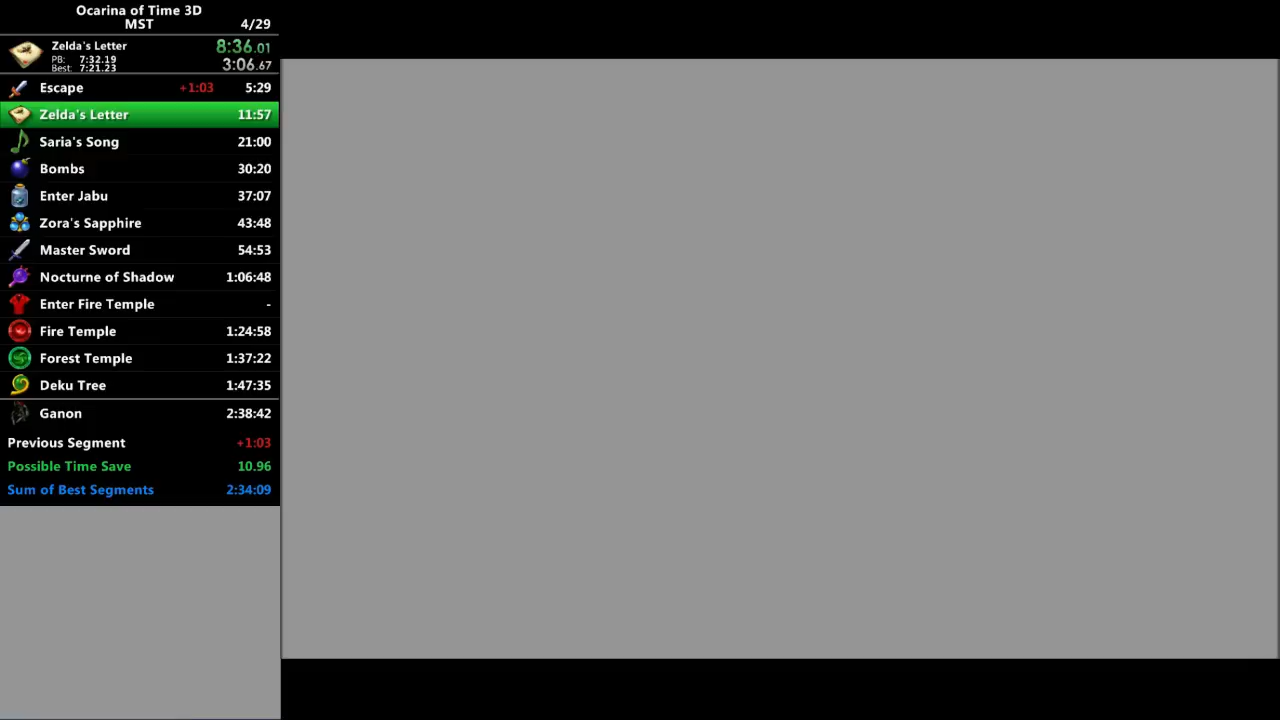 Ocarina of Time 3D
MST 4/29
Zelda's Letter 8:36.01
PB: 7:32.19 3:06.67
Best: 7:21.23
Escape +1:03 5:29
Zelda's Letter 11:57
Saria's Song 21:00
Bombs 30:20
Enter Jabu 37:07
Zora's Sapphire 43:48
Master Sword 54:53
Nocturne of Shadow 1:06:48
Enter Fire Temple -
Fire Temple 1:24:58
Forest Temple 1:37:22
Deku Tree 1:47:35
Ganon 2:38:42
Previous Segment +1:03
Possible Time Save 10.96
Sum of Best Segments 2:34:09